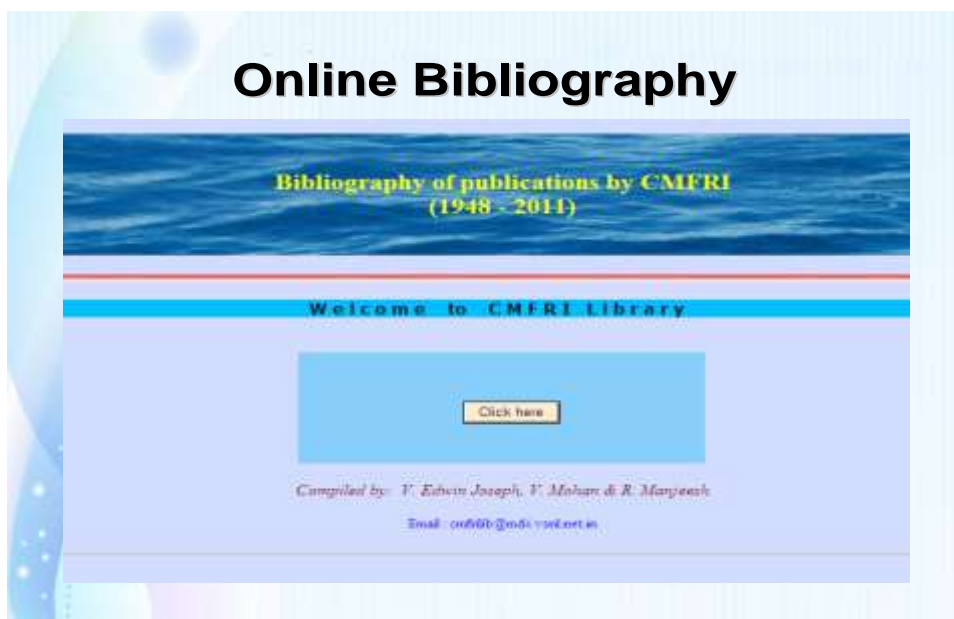 Online Bibliography
Bibliography of publications by CMFRI
(1948 - 2011)
Welcome to CMFRI Library
Click here
Compiled by: V. Edwin Joseph, V. Mohan & R. Manjeesh
Email :